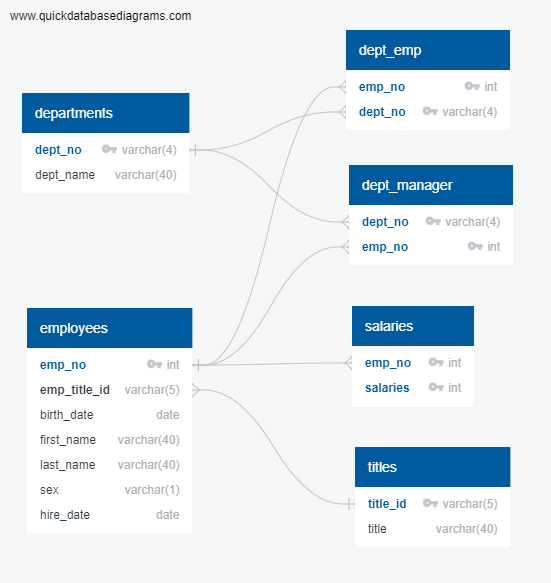 www.quickdatabasediagrams.com
departments
dept_no varchar(4)
dept_name varchar(40)
dept_emp
emp_no int
dept_no varchar(4)
dept_manager
dept_no varchar(4)
emp_no int
employees
emp_no int
emp_title_id varchar(5)
birth_date date
first_name varchar(40)
last_name varchar(40)
sex varchar(1)
hire_date date
salaries
emp_no int
salaries int
titles
title_id varchar(5)
title varchar(40)